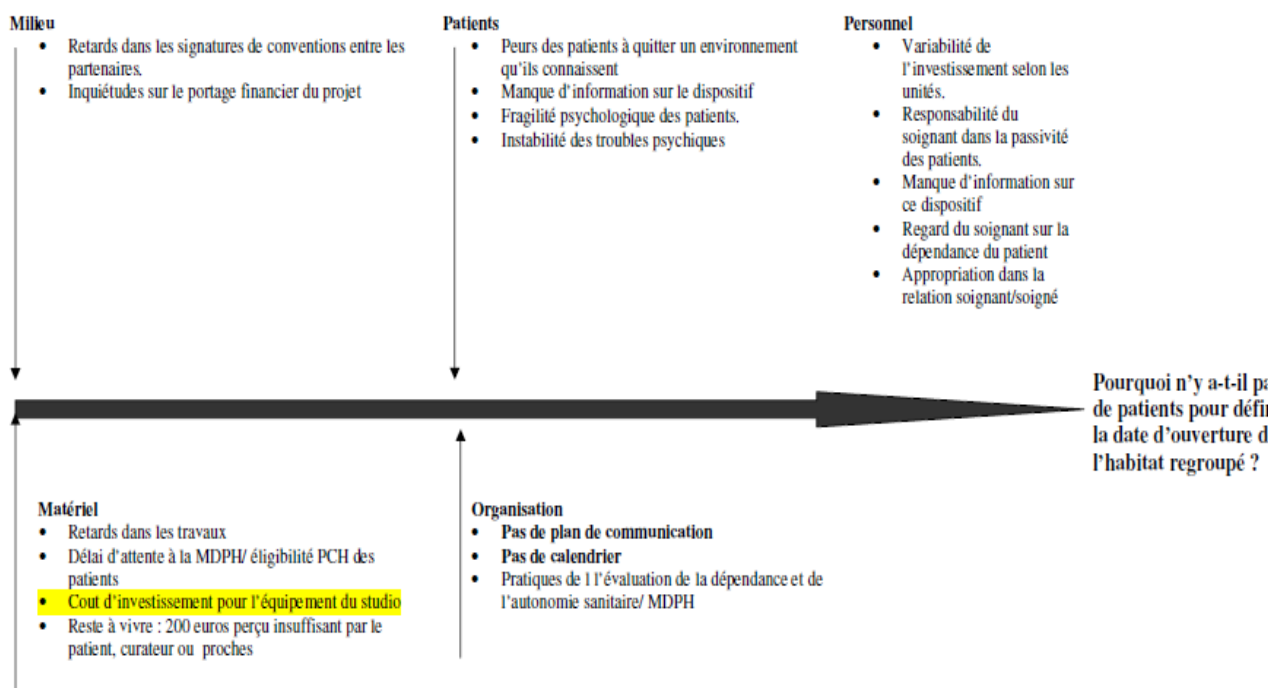 Milieu
• Retards dans les signatures de conventions entre les
partenaires.
• Inquiétudes sur le portage financier du projet
Patients
• Peurs des patients à quitter un environnement
qu'ils connaissent
• Manque d'information sur le dispositif
• Fragilité psychologique des patients.
• Instabilité des troubles psychiques
Personnel
• Variabilité de
l'investissement selon les
unités.
• Responsabilité du
soignant dans la passivité
des patients.
• Manque d'information sur
ce dispositif
• Regard du soignant sur la
dépendance du patient
• Appropriation dans la
relation soignant/soigné
Pourquoi n'y a-t-il pa
de patients pour défin
la date d'ouverture d
l'habitat regroupé ?
Matériel
• Retards dans les travaux
• Délai d'attente à la MDPH/ éligibilité PCH des
patients
• Cout d'investissement pour l'équipement du studio
• Reste à vivre : 200 euros perçu insuffisant par le
patient, curateur ou proches
Organisation
• Pas de plan de communication
• Pas de calendrier
• Pratiques de l l'évaluation de la dépendance et de
l'autonomie sanitaire/ MDPH